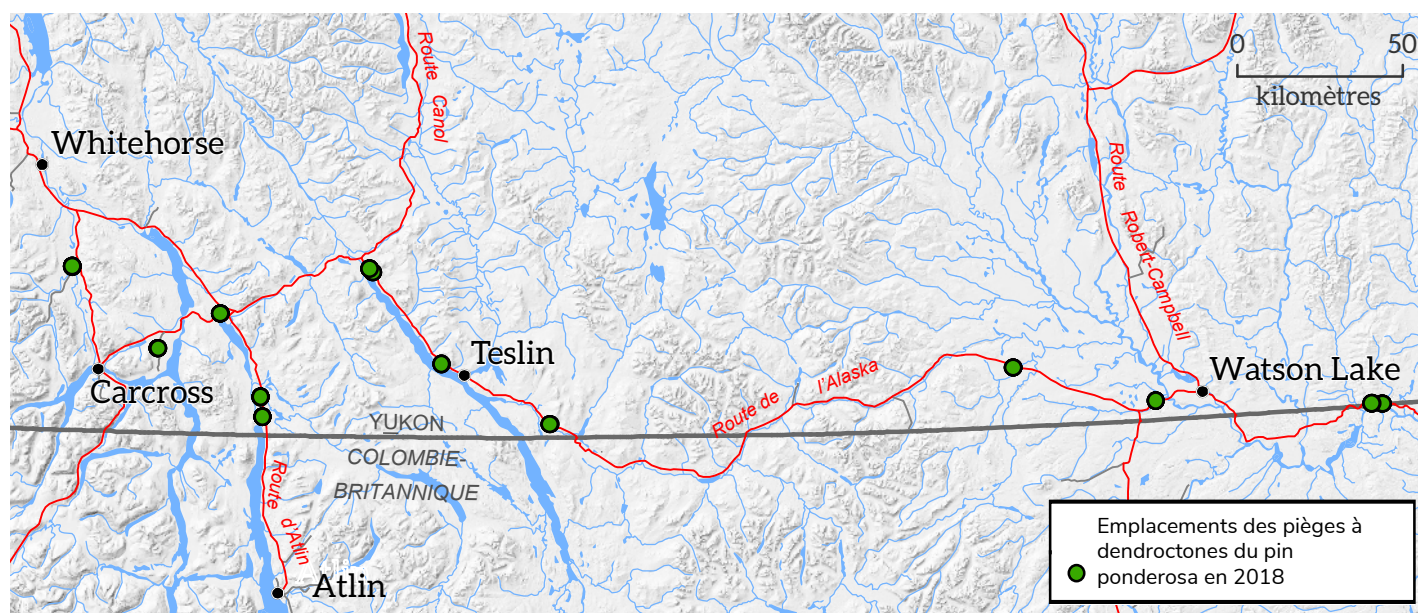 0 50
kilomètres
Route Canol
Whitehorse
Route Robert-Campbell
Teslin
Watson Lake
Carcross
Route de l'Alaska
YUKON
COLOMBIE-
BRITANNIQUE
Route d'Atlin
Atlin
Emplacements des pièges à
dendroctones du pin
ponderosa en 2018